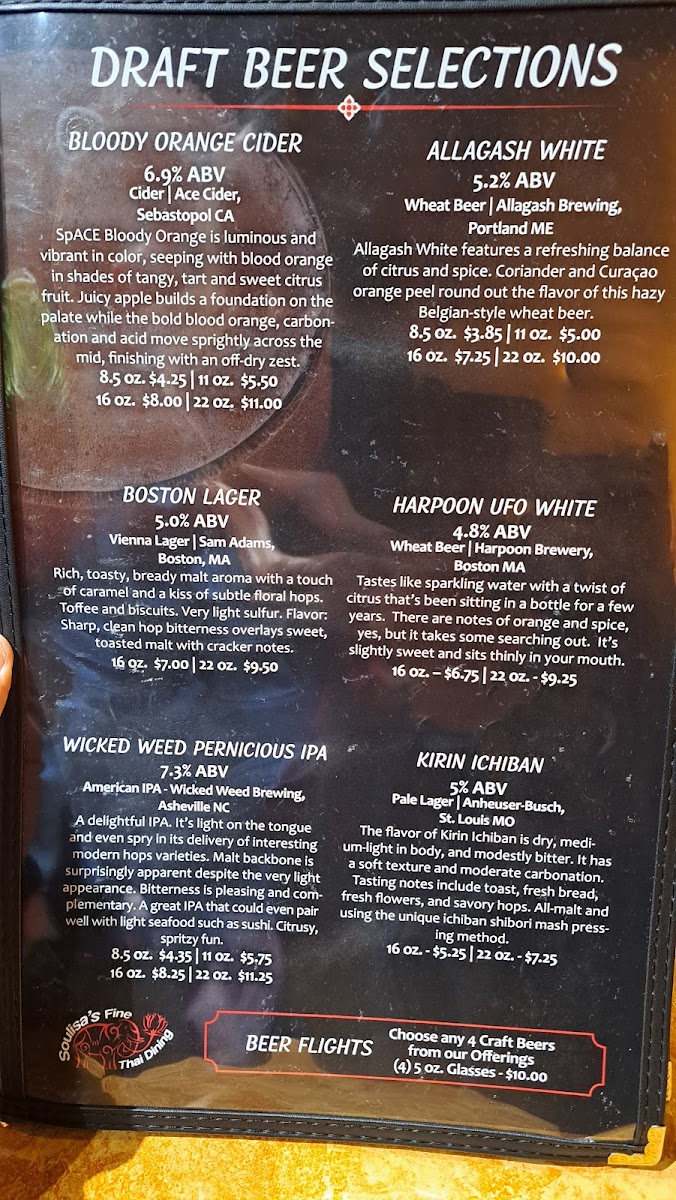 DRAFT BEER SELECTIONS
BLOODY ORANGE CIDER
6.9% ABV
Cider | Ace Cider,
Sebastopol CA
SpACE Bloody Orange is luminous and
vibrant in color, seeping with blood orange
in shades of tangy, tart and sweet citrus
fruit. Juicy apple builds a foundation on the
palate while the bold blood orange, carbon-
ation and acid move sprightly across the
mid, finishing with an off-dry zest.
8.5 oz. $4.25 | 11 oz. $5.50
16 oz. $8.00 | 22 oz. $11.00
ALLAGASH WHITE
5.2% ABV
Wheat Beer | Allagash Brewing,
Portland ME
Allagash White features a refreshing balance
of citrus and spice. Coriander and Curaçao
orange peel round out the flavor of this hazy
Belgian-style wheat beer.
8.5 oz. $3.85 | 11 oz. $5.00
16 oz. $7.25 | 22 oz. $10.00
BOSTON LAGER
5.0% ABV
Vienna Lager | Sam Adams,
Boston, MA
Rich, toasty, bready malt aroma with a touch
of caramel and a kiss of subtle floral hops.
Toffee and biscuits. Very light sulfur. Flavor:
Sharp, clean hop bitterness overlays sweet,
toasted malt with cracker notes.
16 oz. $7.00 | 22 oz. $9.50
HARPOON UFO WHITE
4.8% ABV
Wheat Beer | Harpoon Brewery,
Boston MA
Tastes like sparkling water with a twist of
citrus that's been sitting in a bottle for a few
years. There are notes of orange and spice,
yes, but it takes some searching out. It's
slightly sweet and sits thinly in your mouth.
16 oz. – $6.75 | 22 oz. - $9.25
WICKED WEED PERNICIOUS IPA
7.3% ABV
American IPA - Wicked Weed Brewing,
Asheville NC
A delightful IPA. It's light on the tongue
and even spry in its delivery of interesting
modern hops varieties. Malt backbone is
surprisingly apparent despite the very light
appearance. Bitterness is pleasing and com-
plementary. A great IPA that could even pair
well with light seafood such as sushi. Citrusy,
spritzy fun.
8.5 oz. $4.35 | 11 oz. $5.75
16 oz. $8.25 | 22 oz. $11.25
KIRIN ICHIBAN
5% ABV
Pale Lager | Anheuser-Busch,
St. Louis MO
The flavor of Kirin Ichiban is dry, medi-
um-light in body, and modestly bitter. It has
a soft texture and moderate carbonation.
Tasting notes include toast, fresh bread,
fresh flowers, and savory hops. All-malt and
using the unique ichiban shibori mash press-
ing method.
16 oz. - $5.25 | 22 oz. - $7.25
Soulisa's Fine
Thai Dining
BEER FLIGHTS
Choose any 4 Craft Beers
from our Offerings
(4) 5 oz. Glasses - $10.00